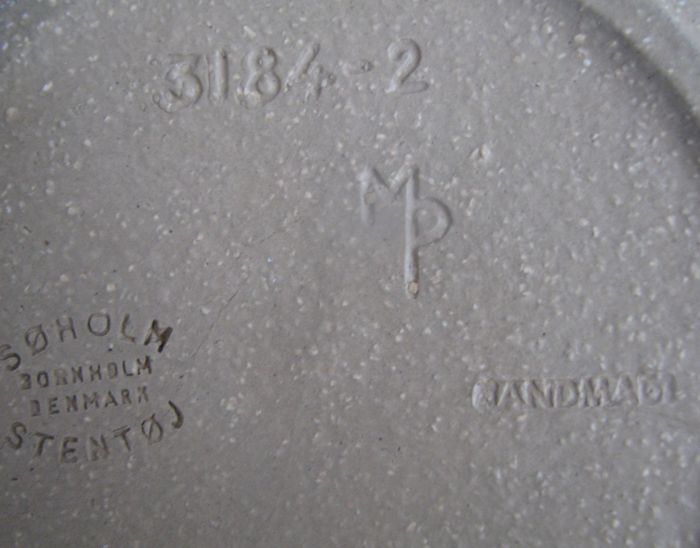 3184-2
MP
SØHOLM
BORNHOLM
DENMARK
STENTØJ
HANDMADE